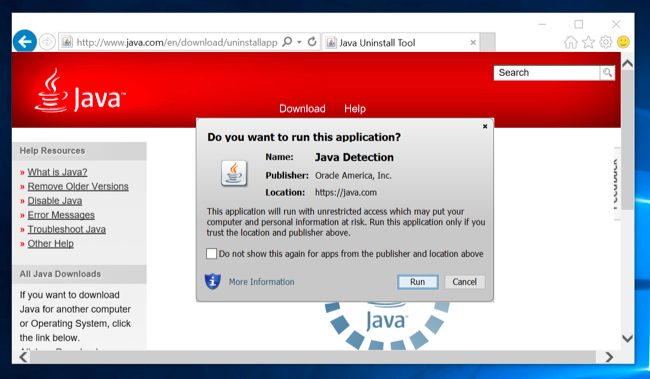 http://www.java.com/en/download/uninstallapp
Java Uninstall Tool
Search
Java™
Download Help
Help Resources
» What is Java?
» Remove Older Versions
» Disable Java
» Error Messages
» Troubleshoot Java
» Other Help
All Java Downloads
If you want to download
Java for another computer
or Operating System, click
the link below.
Do you want to run this application?
Name: Java Detection
Publisher: Oracle America, Inc.
Location: https://java.com
This application will run with unrestricted access which may put your
computer and personal information at risk. Run this application only if you
trust the location and publisher above.
Do not show this again for apps from the publisher and location above
More Information
Run Cancel
Java™
Feedback